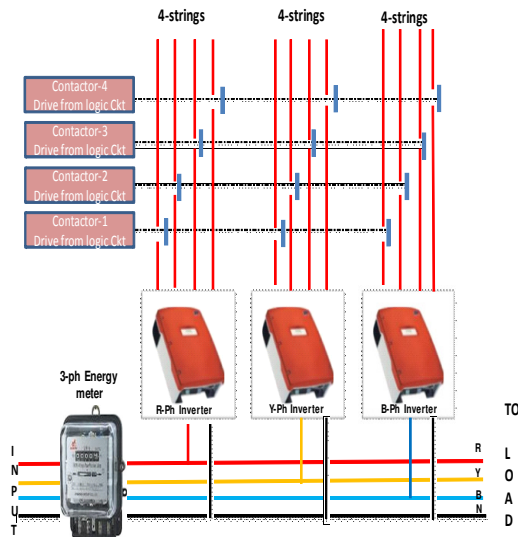 4-strings
4-strings
4-strings
Contactor-4
Drive from logic Ckt
Contactor-3
Drive from logic Ckt
Contactor-2
Drive from logic Ckt
Contactor-1
Drive from logic Ckt
R-Ph Inverter
Y-Ph Inverter
B-Ph Inverter
3-ph Energy
meter
INPUT
R
Y
B
N
TO
LOAD